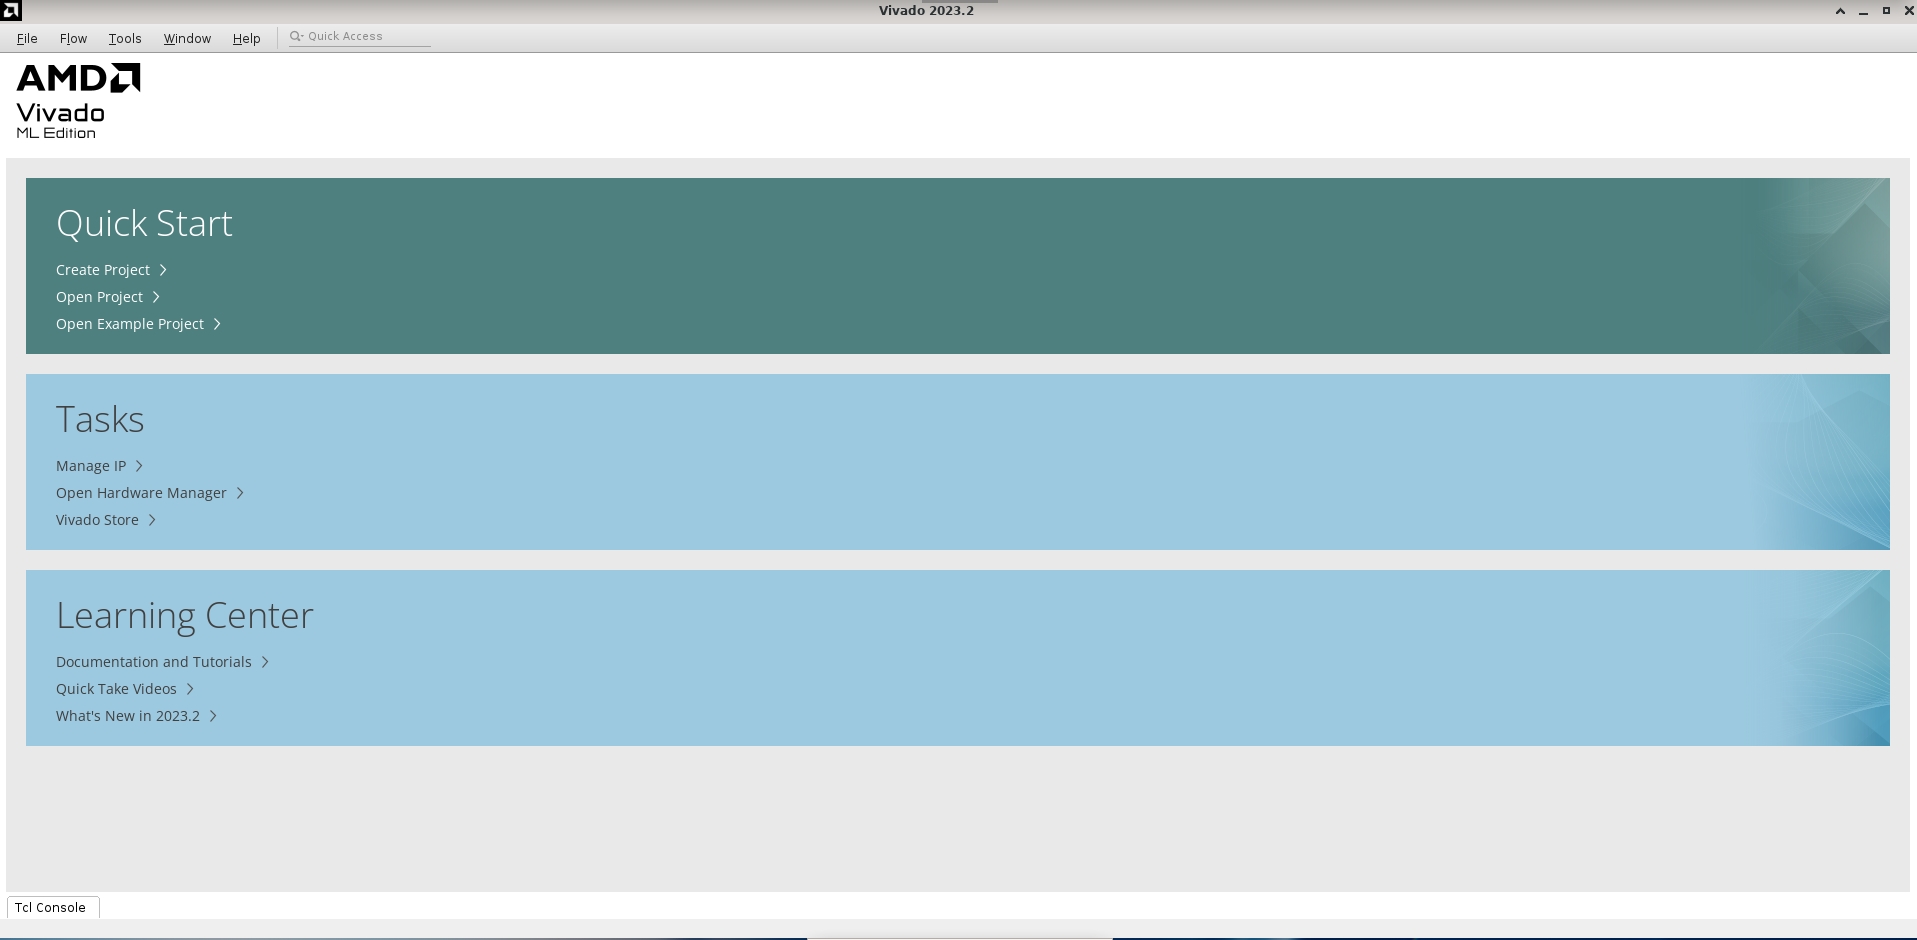 Vivado 2023.2
File Flow Tools Window Help Quick Access
AMD
Vivado
ML Edition
Quick Start
Create Project
Open Project
Open Example Project
Tasks
Manage IP
Open Hardware Manager
Vivado Store
Learning Center
Documentation and Tutorials
Quick Take Videos
What's New in 2023.2
Tcl Console